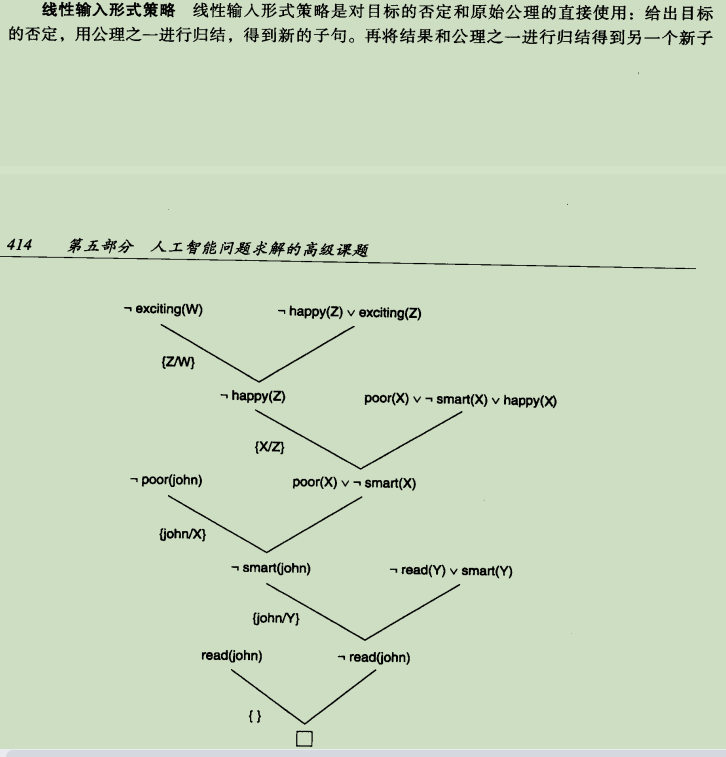 线性输入形式策略　线性输入形式策略是对目标的否定和原始公理的直接使用：给出目标
的否定，用公理之一进行归结，得到新的子句。再将结果和公理之一进行归结得到另一个新子
414　第五部分　人工智能问题求解的高级课题
¬ exciting(W)　¬ happy(Z) ∨ exciting(Z)
{Z/W}
¬ happy(Z)　poor(X) ∨ ¬ smart(X) ∨ happy(X)
{X/Z}
¬ poor(john)　poor(X) ∨ ¬ smart(X)
{john/X}
¬ smart(john)　¬ read(Y) ∨ smart(Y)
{john/Y}
read(john)　¬ read(john)
{ }